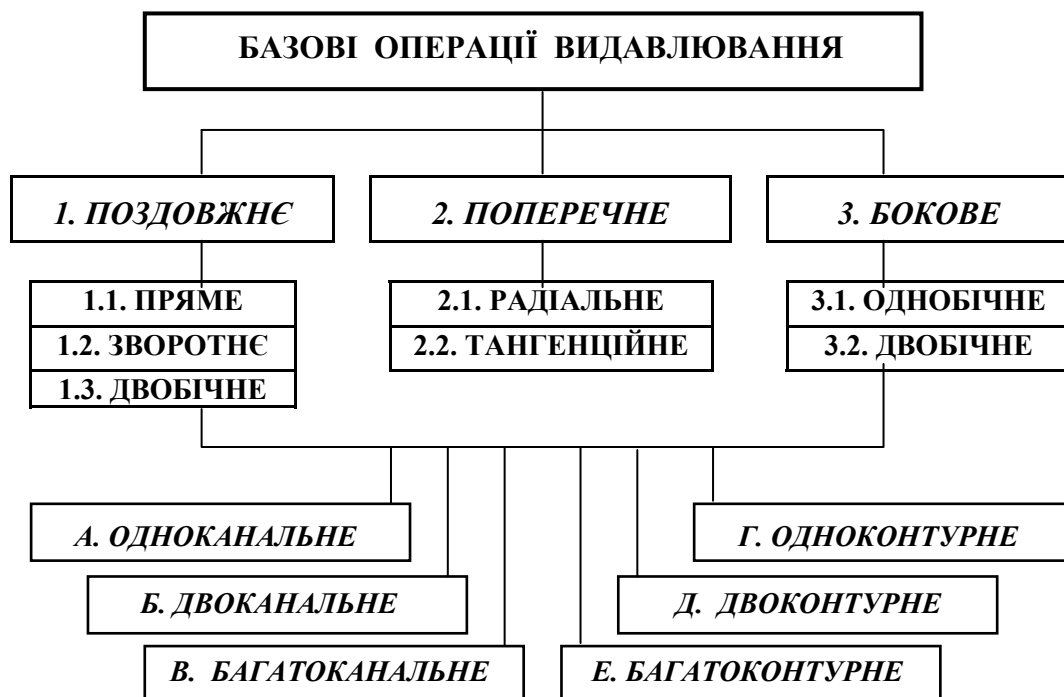 БАЗОВІ ОПЕРАЦІЇ ВИДАВЛЮВАННЯ
1. ПОЗДОВЖНЄ
2. ПОПЕРЕЧНЕ
3. БОКОВЕ
1.1. ПРЯМЕ
1.2. ЗВОРОТНЄ
1.3. ДВОБІЧНЕ
2.1. РАДІАЛЬНЕ
2.2. ТАНГЕНЦІЙНЕ
3.1. ОДНОБІЧНЕ
3.2. ДВОБІЧНЕ
А. ОДНОКАНАЛЬНЕ
Б. ДВОКАНАЛЬНЕ
В. БАГАТОКАНАЛЬНЕ
Г. ОДНОКОНТУРНЕ
Д. ДВОКОНТУРНЕ
Е. БАГАТОКОНТУРНЕ